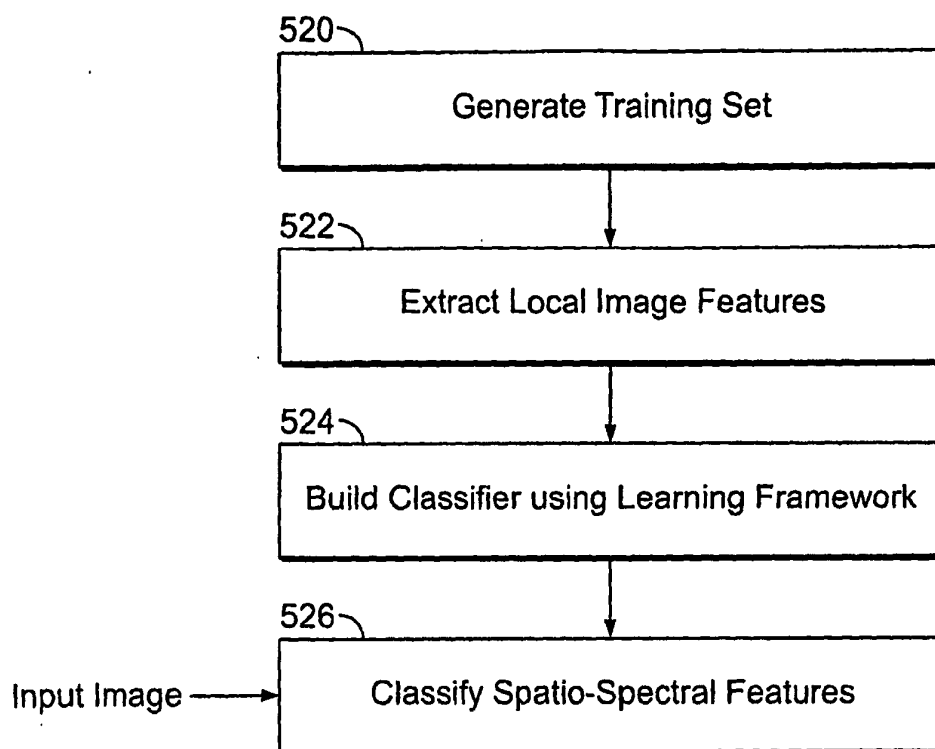 520
Generate Training Set
522
Extract Local Image Features
524
Build Classifier using Learning Framework
526
Input Image
Classify Spatio-Spectral Features